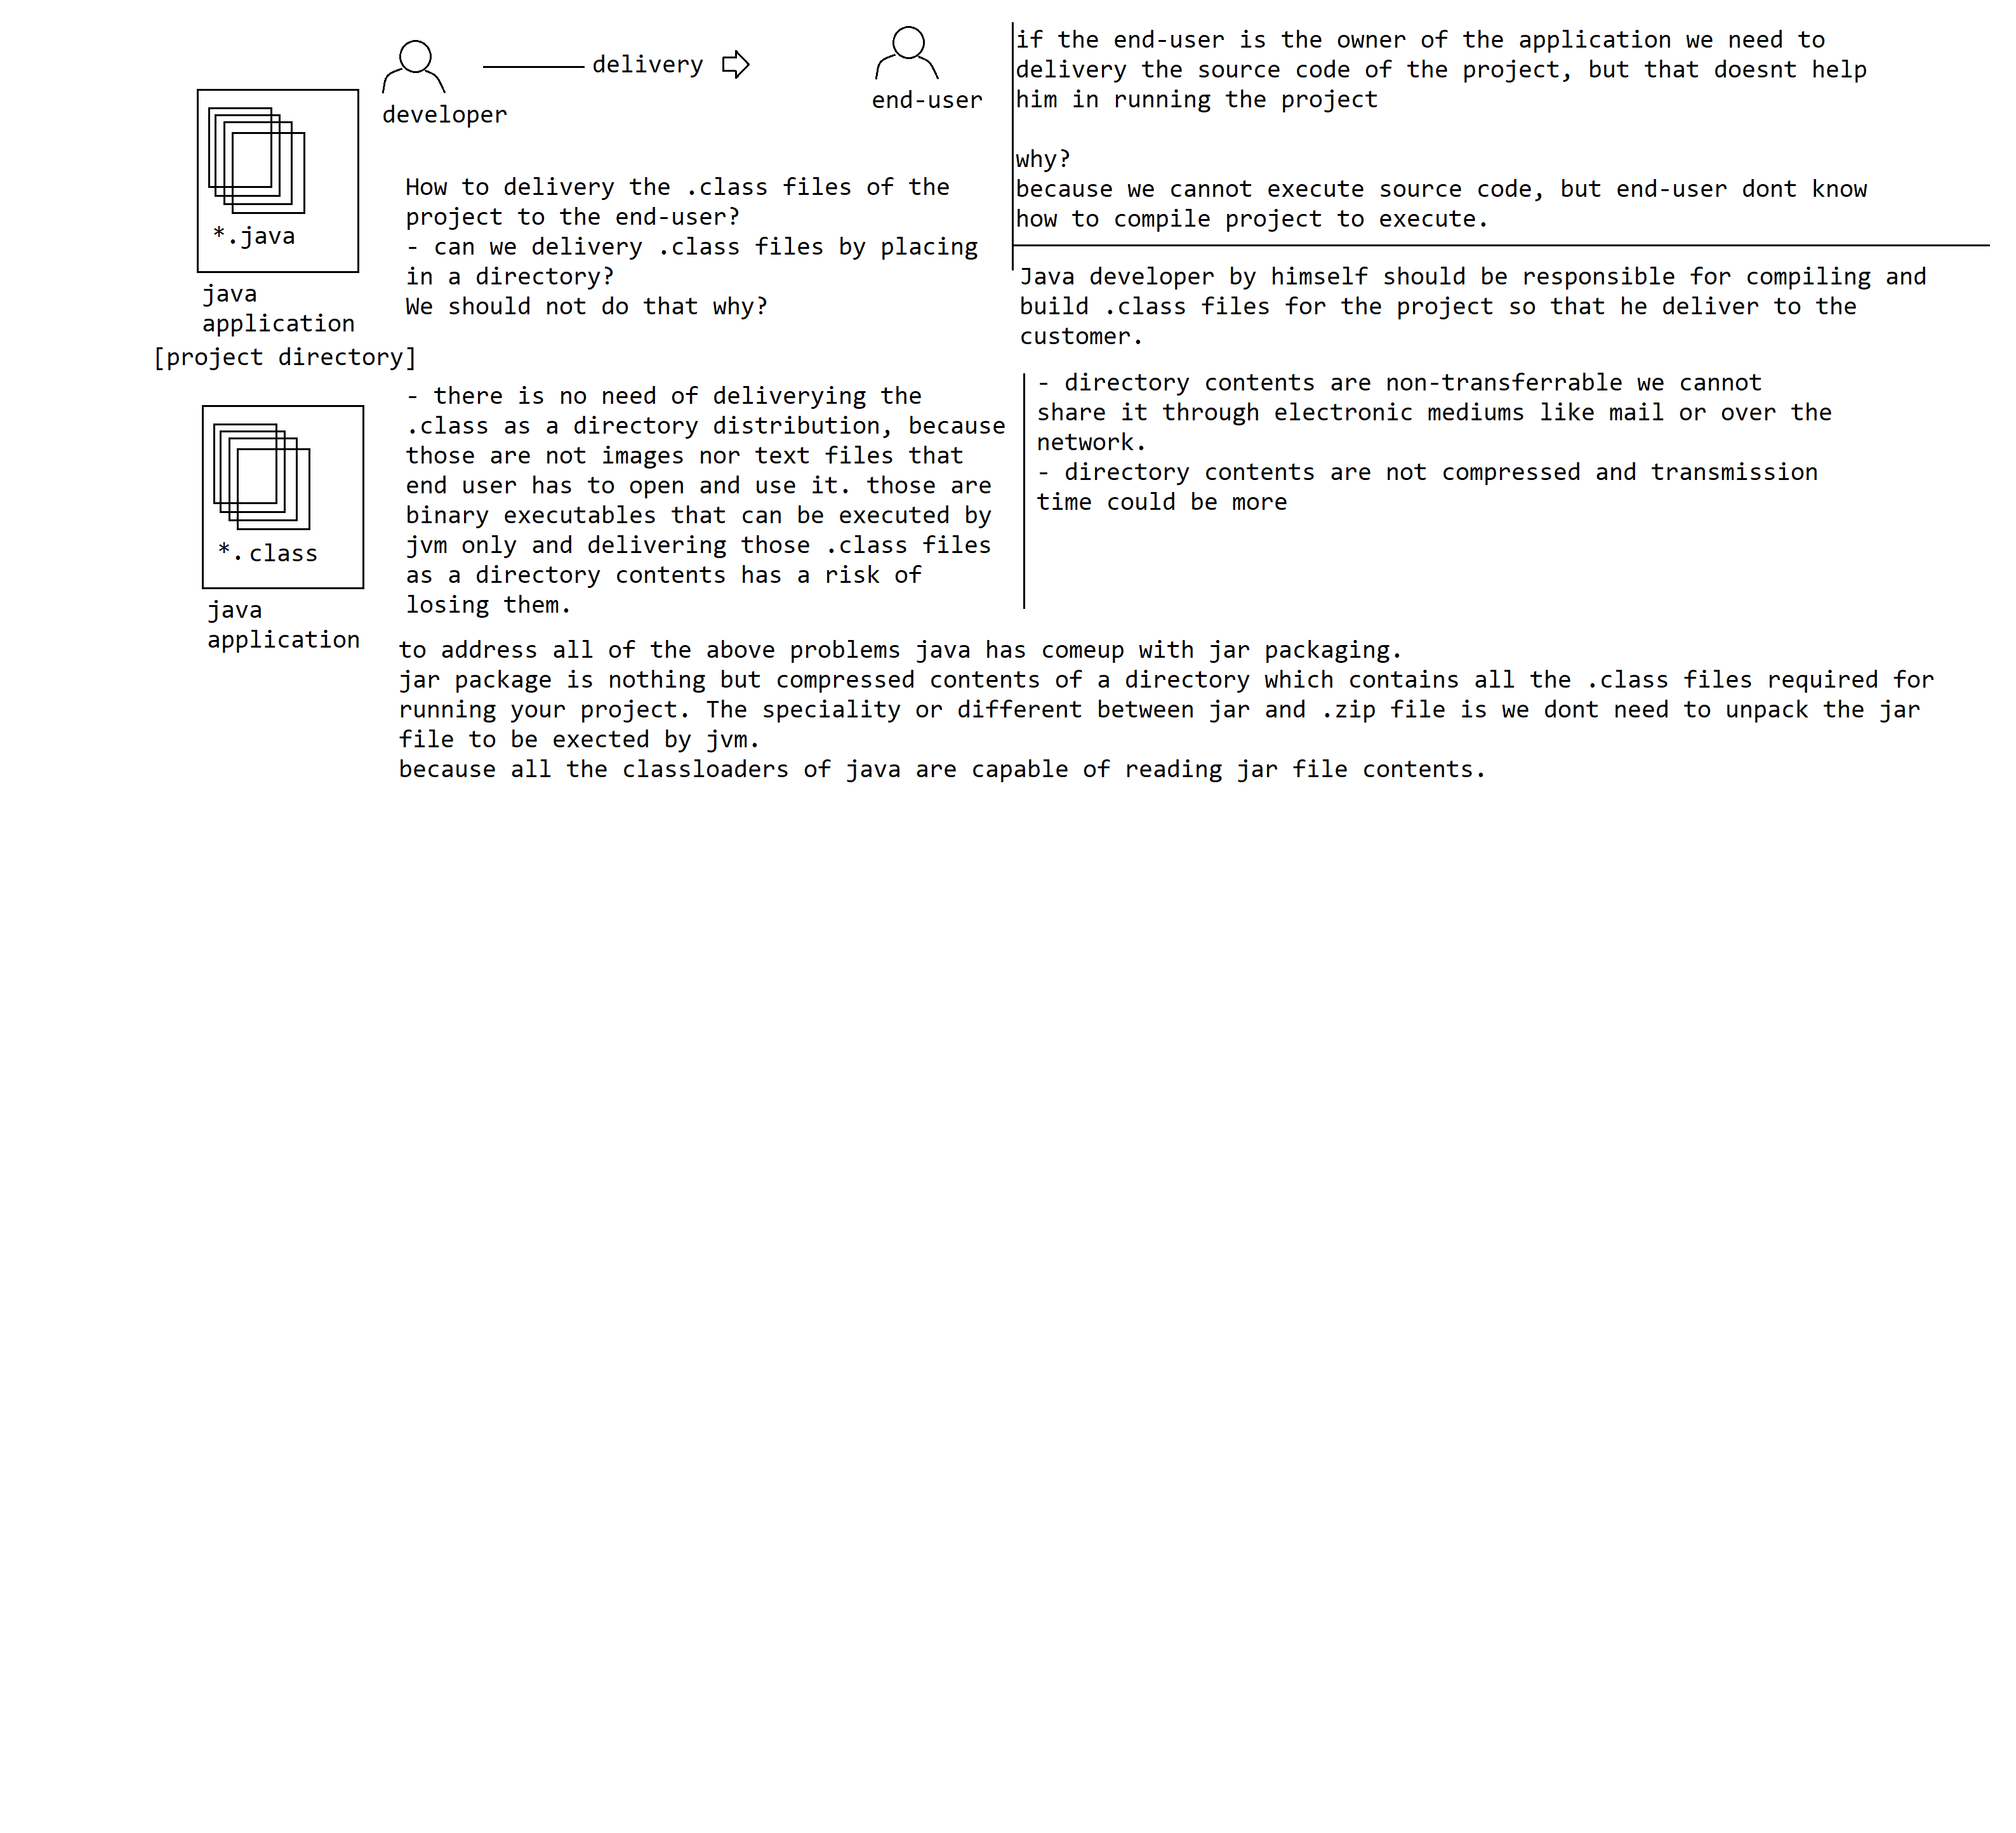 developer
delivery
end-user
if the end-user is the owner of the application we need to
delivery the source code of the project, but that doesnt help
him in running the project
why?
because we cannot execute source code, but end-user dont know
how to compile project to execute.
*.java
java
application
[project directory]
How to delivery the .class files of the
project to the end-user?
- can we delivery .class files by placing
in a directory?
We should not do that why?
Java developer by himself should be responsible for compiling and
build .class files for the project so that he deliver to the
customer.
*.class
java
application
- there is no need of deliverying the
.class as a directory distribution, because
those are not images nor text files that
end user has to open and use it. those are
binary executables that can be executed by
jvm only and delivering those .class files
as a directory contents has a risk of
losing them.
- directory contents are non-transferrable we cannot
share it through electronic mediums like mail or over the
network.
- directory contents are not compressed and transmission
time could be more
to address all of the above problems java has comeup with jar packaging.
jar package is nothing but compressed contents of a directory which contains all the .class files required for
running your project. The speciality or different between jar and .zip file is we dont need to unpack the jar
file to be exected by jvm.
because all the classloaders of java are capable of reading jar file contents.